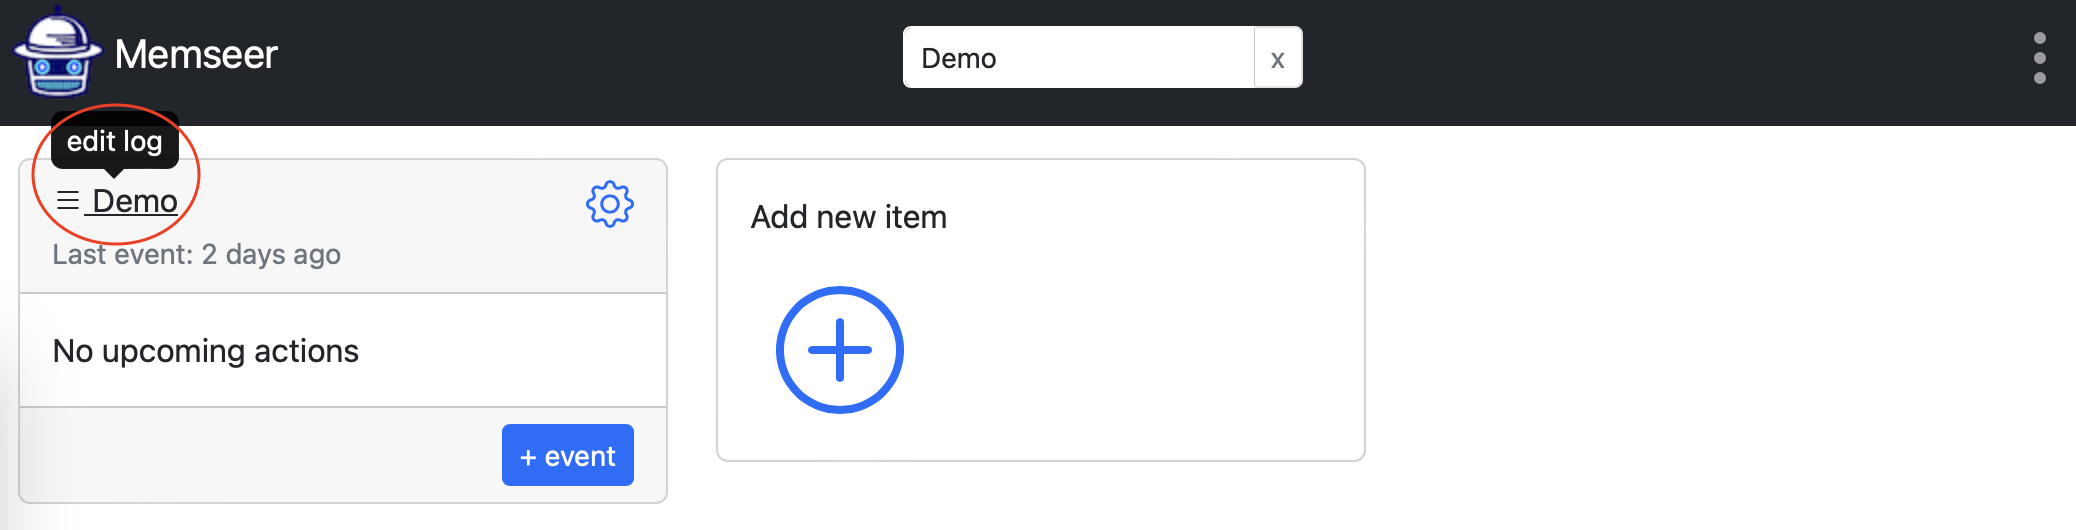 Memseer
Demo
x
edit log
Demo
Last event: 2 days ago
No upcoming actions
+ event
Add new item